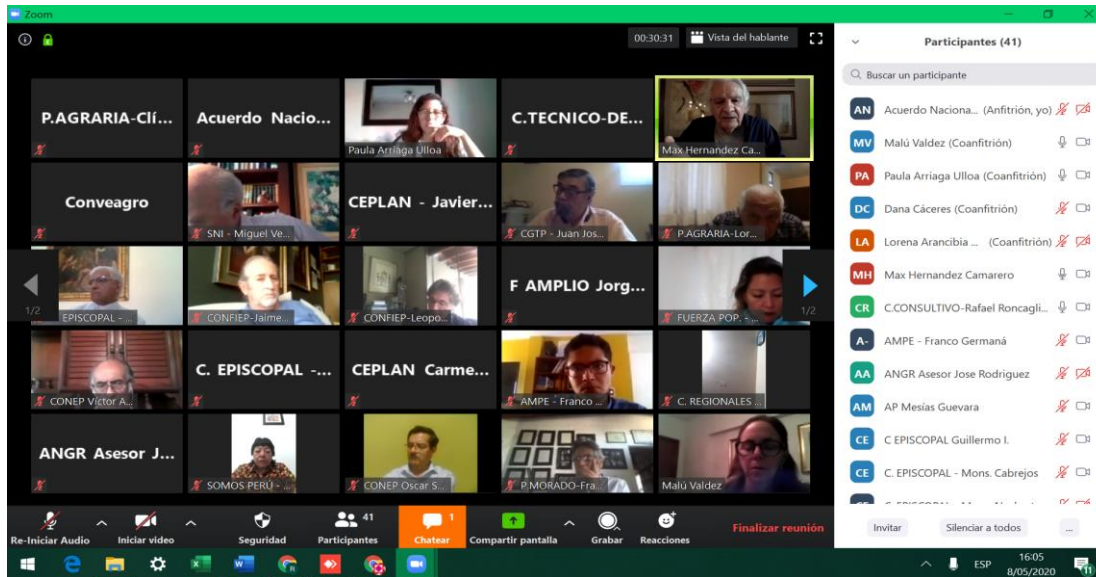 Zoom
00:30:31 Vista del hablante
P.AGRARIA-Clí...
Acuerdo Nacio...
Paula Arriaga Ulloa
C.TECNICO-DE...
Max Hernandez Ca...
Conveagro
SNI - Miguel Ve...
CEPLAN - Javier...
CGTP - Juan Jos...
P.AGRARIA-Lor...
1/2
EPISCOPAL - ...
CONFIEP-Jaime...
CONFIEP-Leopo...
F AMPLIO Jorg...
FUERZA POP. - ...
1/2
CONEP Víctor A...
C. EPISCOPAL -...
CEPLAN Carme...
AMPE - Franco ...
C. REGIONALES ...
ANGR Asesor J...
SOMOS PERÚ - ...
CONEP Oscar S...
P.MORADO-Fra...
Malú Valdez
Re-Iniciar Audio
Iniciar video
Seguridad
41
Participantes
1
Chatear
Compartir pantalla
Grabar
Reacciones
Finalizar reunión
Participantes (41)
Buscar un participante
AN Acuerdo Naciona... (Anfitrión, yo)
MV Malú Valdez (Coanfitrión)
PA Paula Arriaga Ulloa (Coanfitrión)
DC Dana Cáceres (Coanfitrión)
LA Lorena Arancibia ... (Coanfitrión)
MH Max Hernandez Camarero
CR C.CONSULTIVO-Rafael Roncagli...
A- AMPE - Franco Germaná
AA ANGR Asesor Jose Rodriguez
AM AP Mesías Guevara
CE C EPISCOPAL Guillermo I.
CE C. EPISCOPAL - Mons. Cabrejos
Invitar
Silenciar a todos
...
ESP
16:05
8/05/2020
11